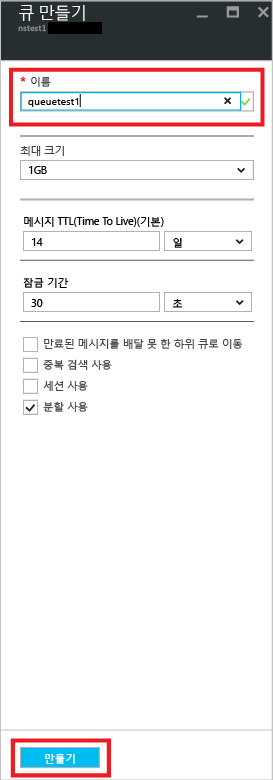 큐 만들기
nstest1
* 이름
queuetest1
최대 크기
1GB
메시지 TTL(Time To Live)(기본)
14 일
잠금 기간
30 초
만료된 메시지를 배달 못 한 하위 큐로 이동
중복 검색 사용
세션 사용
분할 사용
만들기